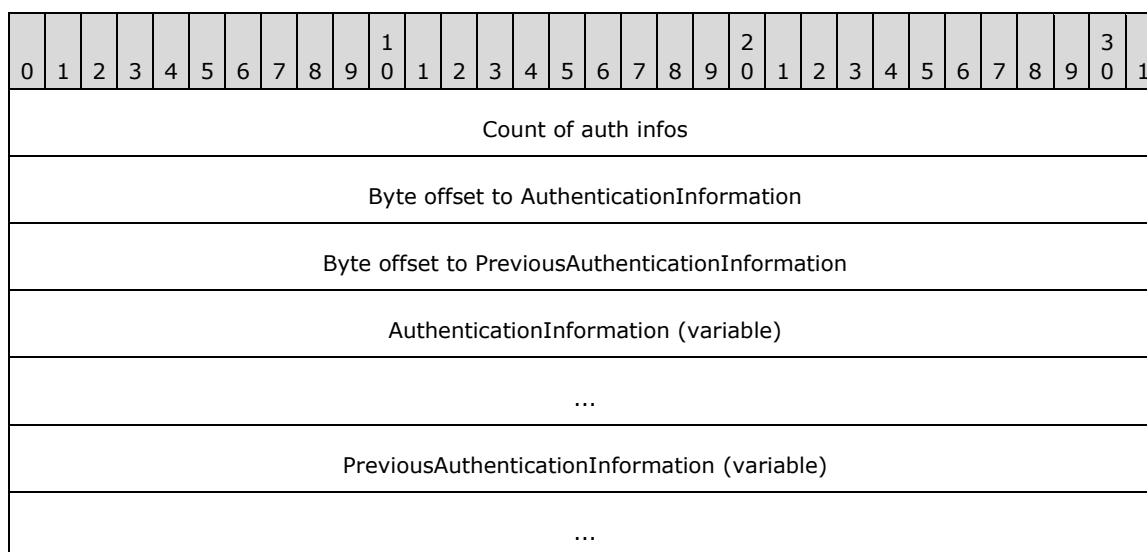 1 2 3
0 1 2 3 4 5 6 7 8 9 0 1 2 3 4 5 6 7 8 9 0 1 2 3 4 5 6 7 8 9 0 1
Count of auth infos
Byte offset to AuthenticationInformation
Byte offset to PreviousAuthenticationInformation
AuthenticationInformation (variable)
...
PreviousAuthenticationInformation (variable)
...